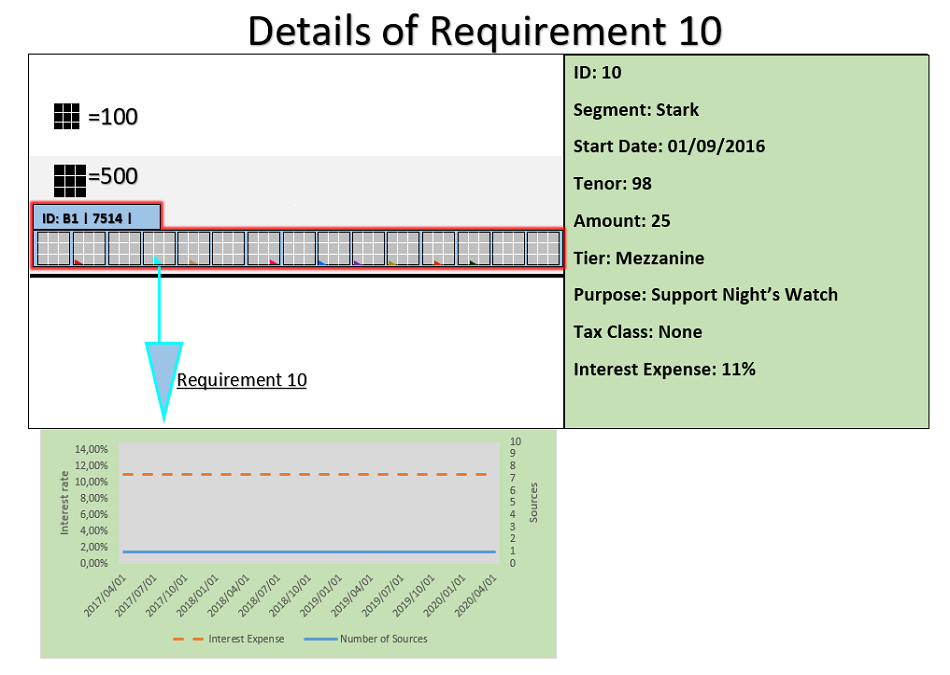 Details of Requirement 10
=100
=500
ID: B1 | 7514 |
Requirement 10
ID: 10
Segment: Stark
Start Date: 01/09/2016
Tenor: 98
Amount: 25
Tier: Mezzanine
Purpose: Support Night's Watch
Tax Class: None
Interest Expense: 11%
Interest rate
14,00%
12,00%
10,00%
8,00%
6,00%
4,00%
2,00%
0,00%
10
9
8
7
6
5
4
3
2
1
0
Sources
2017/04/01
2017/07/01
2017/10/01
2018/01/01
2018/04/01
2018/07/01
2018/10/01
2019/01/01
2019/04/01
2019/07/01
2019/10/01
2020/01/01
2020/04/01
Interest Expense
Number of Sources